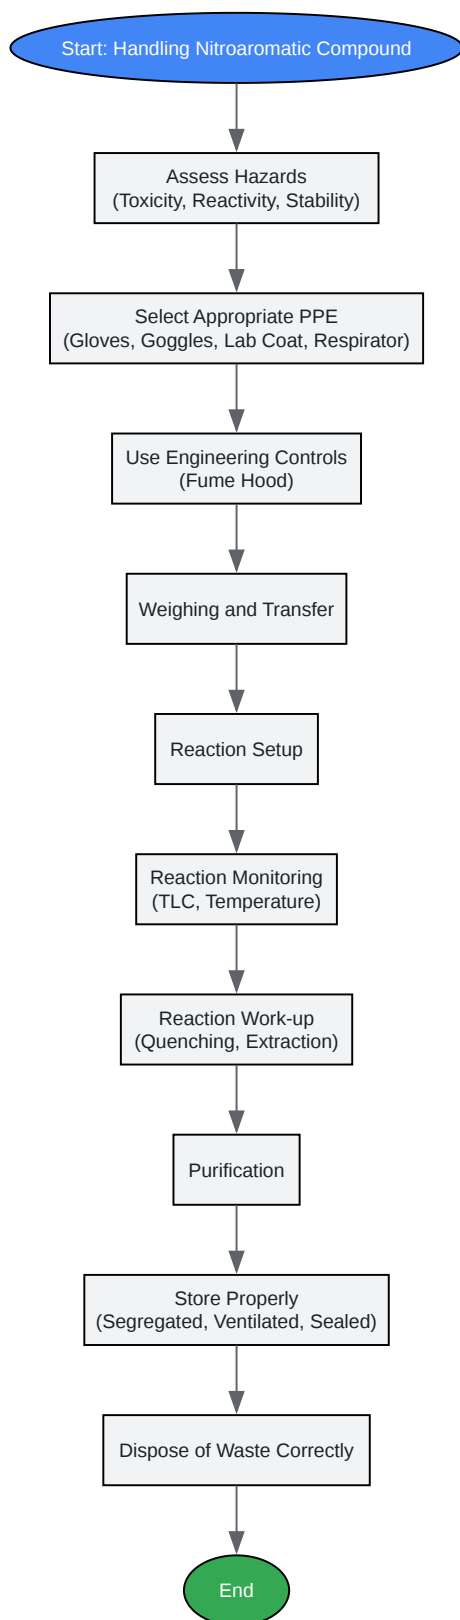 Start: Handling Nitroaromatic Compound
Assess Hazards
(Toxicity, Reactivity, Stability)
Select Appropriate PPE
(Gloves, Goggles, Lab Coat, Respirator)
Use Engineering Controls
(Fume Hood)
Weighing and Transfer
Reaction Setup
Reaction Monitoring
(TLC, Temperature)
Reaction Work-up
(Quenching, Extraction)
Purification
Store Properly
(Segregated, Ventilated, Sealed)
Dispose of Waste Correctly
End